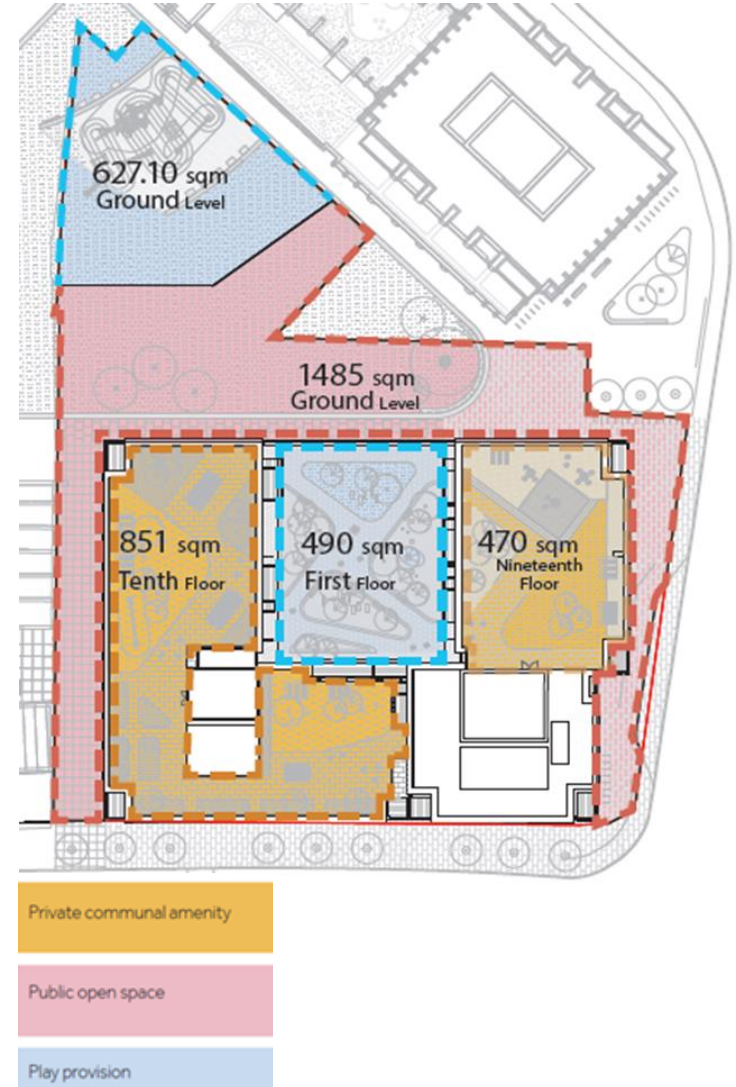 627.10 sqm
Ground Level
1485 sqm
Ground Level
851 sqm
Tenth Floor
490 sqm
First Floor
470 sqm
Nineteenth
Floor
Private communal amenity
Public open space
Play provision